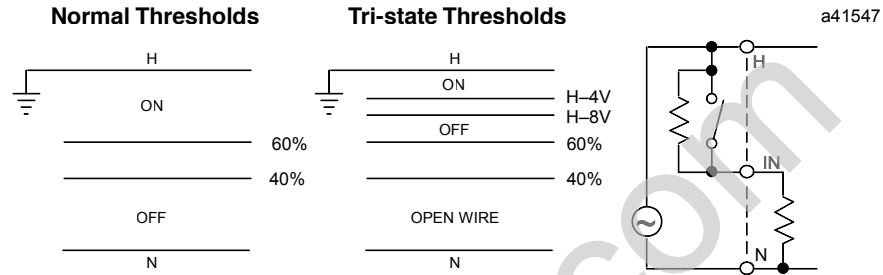 Normal Thresholds
Tri-state Thresholds
a41547
H
ON
60%
40%
OFF
N
H
ON
H–4V
H–8V
OFF
60%
40%
OPEN WIRE
N
H
IN
~
N
com